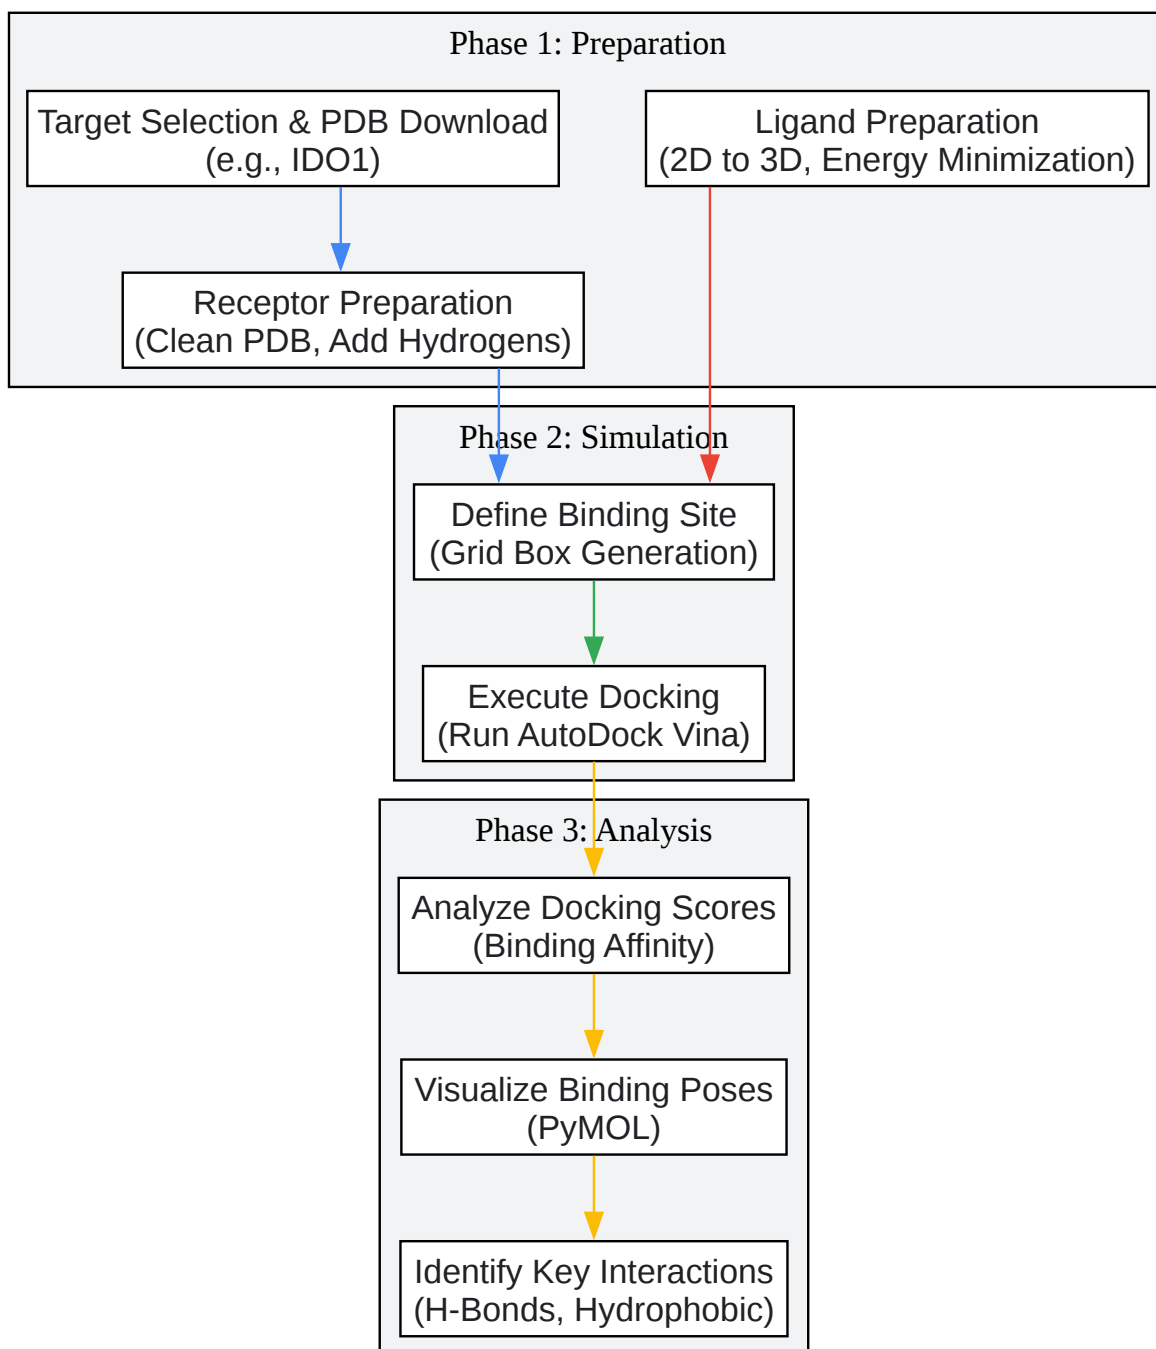 Phase 1: Preparation
Target Selection & PDB Download
(e.g., IDO1)
Ligand Preparation
(2D to 3D, Energy Minimization)
Receptor Preparation
(Clean PDB, Add Hydrogens)
Phase 2: Simulation
Define Binding Site
(Grid Box Generation)
Execute Docking
(Run AutoDock Vina)
Phase 3: Analysis
Analyze Docking Scores
(Binding Affinity)
Visualize Binding Poses
(PyMOL)
Identify Key Interactions
(H-Bonds, Hydrophobic)